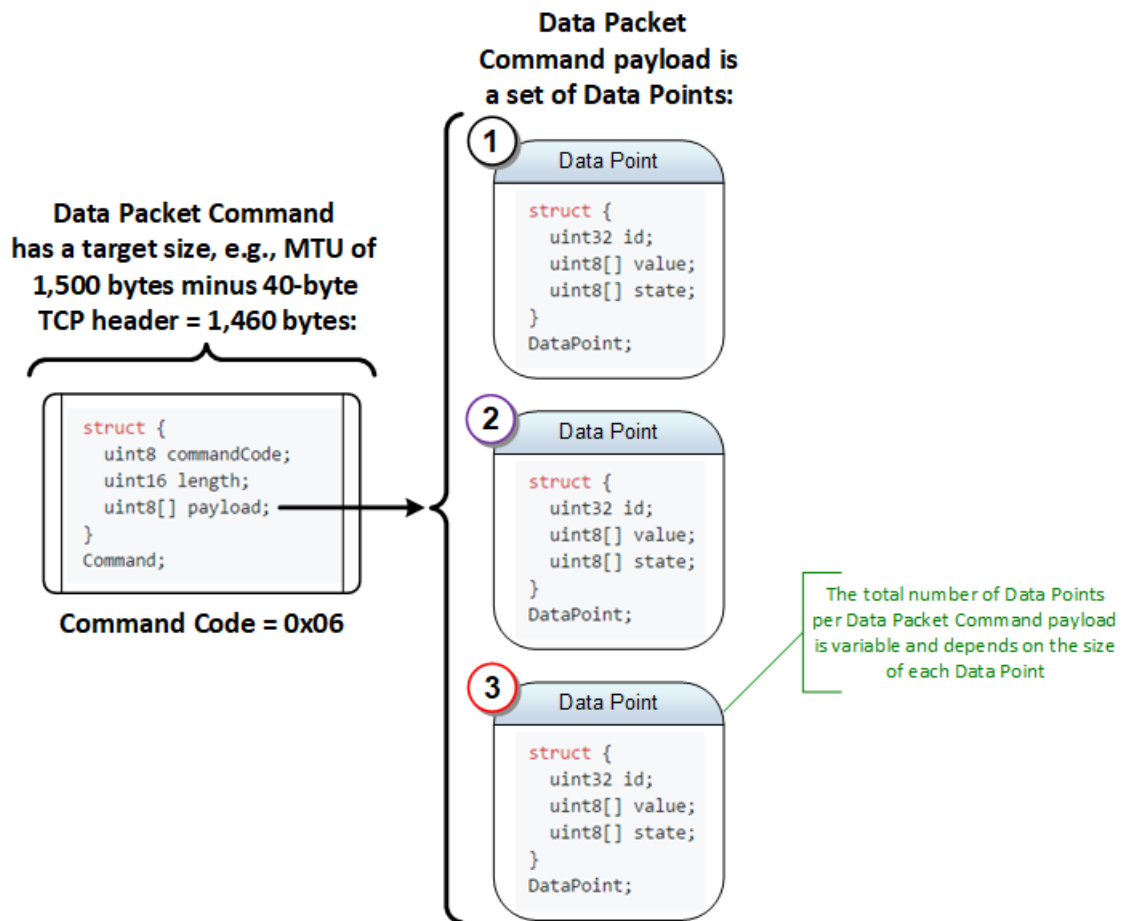 Data Packet
Command payload is
a set of Data Points:
1
Data Point
struct {
uint32 id;
uint8[] value;
uint8[] state;
}
DataPoint;
Data Packet Command
has a target size, e.g., MTU of
1,500 bytes minus 40-byte
TCP header = 1,460 bytes:
struct {
uint8 commandCode;
uint16 length;
uint8[] payload;
}
Command;
Command Code = 0x06
2
Data Point
struct {
uint32 id;
uint8[] value;
uint8[] state;
}
DataPoint;
3
Data Point
struct {
uint32 id;
uint8[] value;
uint8[] state;
}
DataPoint;
The total number of Data Points
per Data Packet Command payload
is variable and depends on the size
of each Data Point